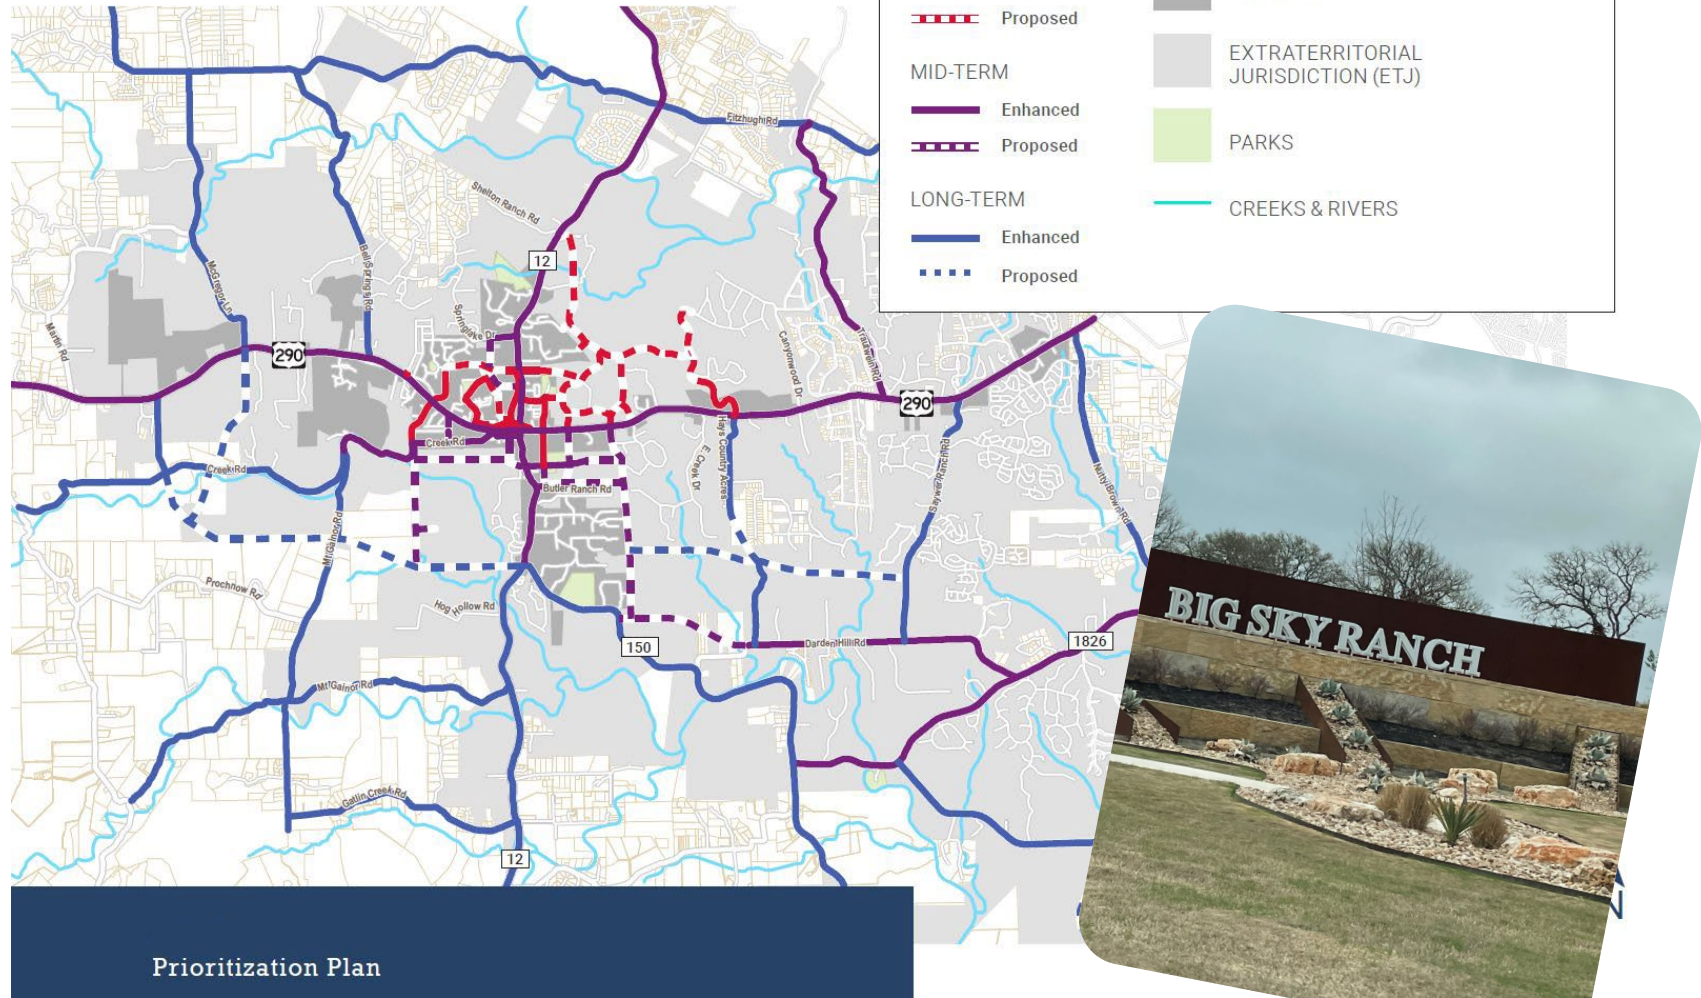 Proposed
MID-TERM
Enhanced
Proposed
LONG-TERM
Enhanced
Proposed
EXTRATERRITORIAL
JURISDICTION (ETJ)
PARKS
CREEKS & RIVERS
Fitzhugh Rd
Shelton Ranch Rd
12
Bell Springs Rd
McGregor Ln
Martin Rd
Springlake Dr
290
Canyonwood Dr
Trautwein Rd
290
Creek Rd
Creek Rd
E. Creek Dr
Hays Country Acres
Sawyer Ranch Rd
Nutty Brown Rd
Butler Ranch Rd
Mt Gainor Rd
Prochnow Rd
Hog Hollow Rd
150
Darden Hill Rd
1826
Mt Gainor Rd
Gatlin Creek Rd
12
BIG SKY RANCH
N
Prioritization Plan